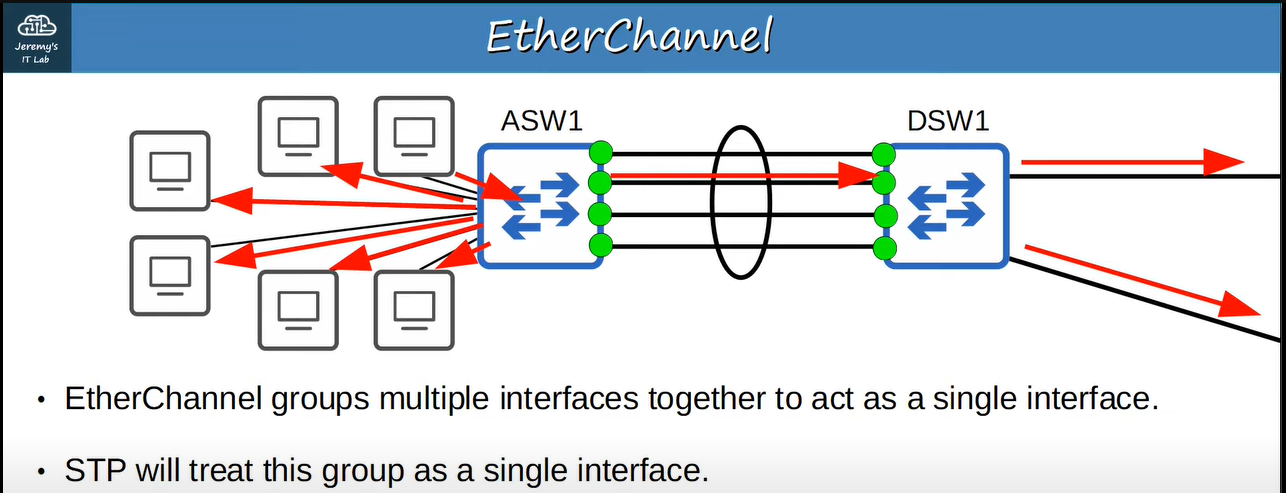 Jeremy's
IT Lab
EtherChannel
ASW1
DSW1
• EtherChannel groups multiple interfaces together to act as a single interface.
• STP will treat this group as a single interface.